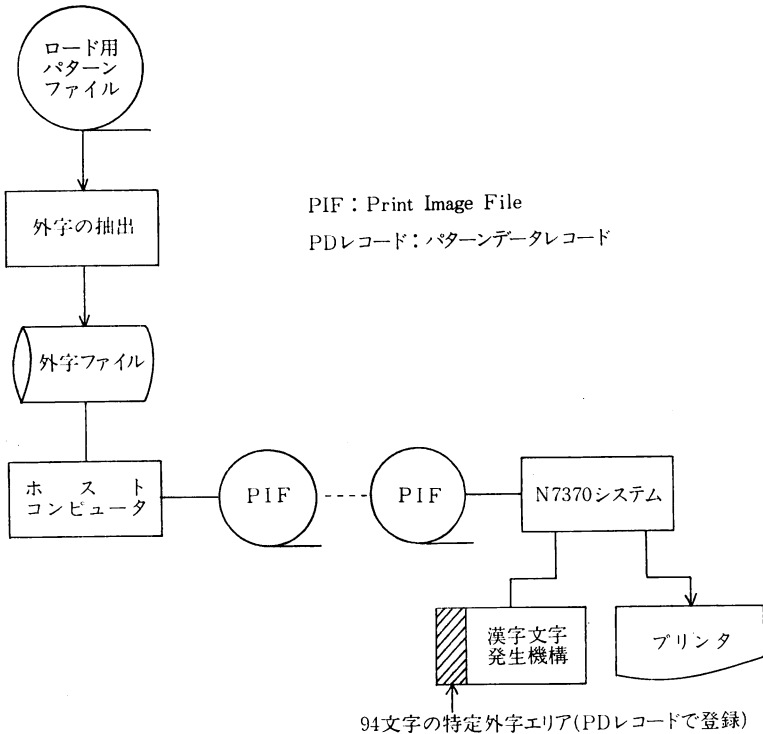 ロード用
パターン
ファイル
外字の抽出
PIF：Print Image File
PDレコード：パターンデータレコード
外字ファイル
ホスト
コンピュータ
PIF
PIF
N7370システム
漢字文字
発生機構
プリンタ
94文字の特定外字エリア(PDレコードで登録)